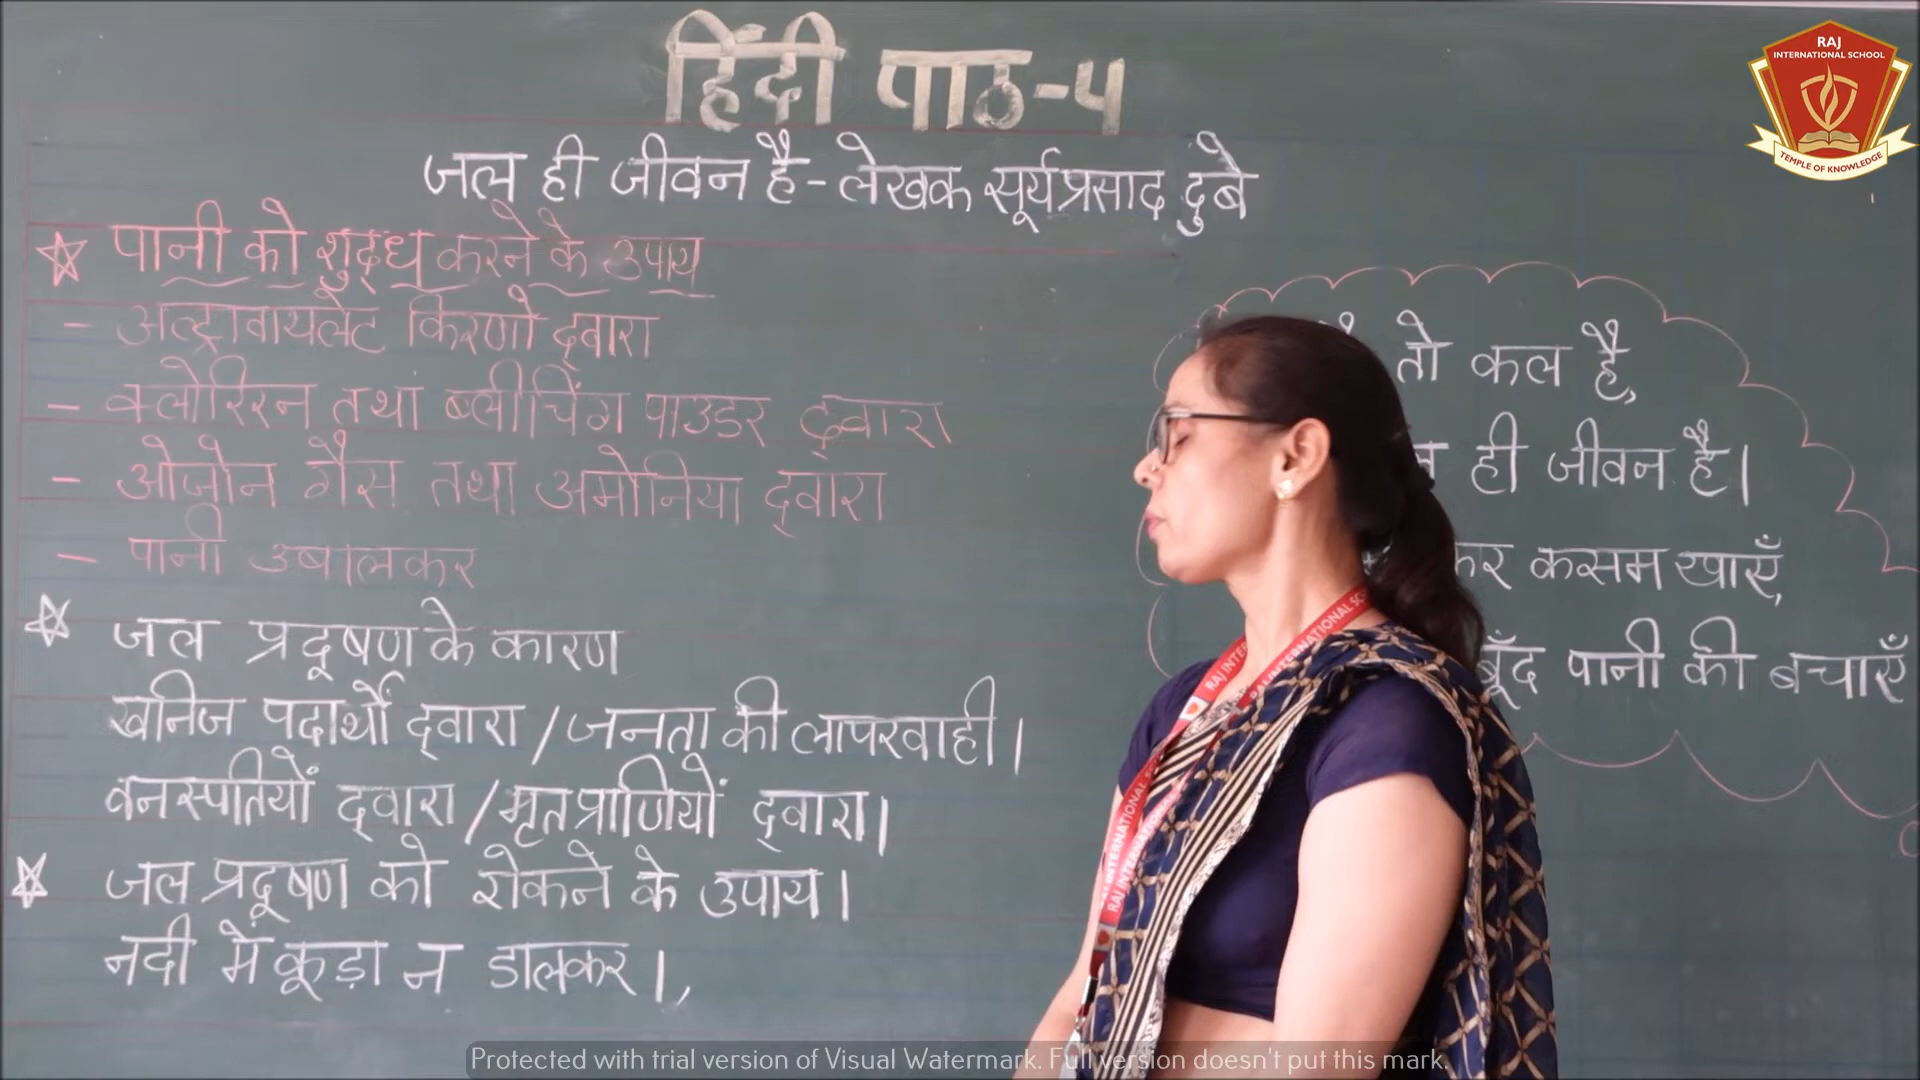 हिंदी पाठ-५
जल ही जीवन है- लेखक सूर्यप्रसाद दुबे
पानी को शुद्ध करने के उपाय
- अल्ट्रावायलेट किरणों द्वारा
- क्लोरिन तथा ब्लीचिंग पाउडर द्वारा
- ओज़ोन गैस तथा अमोनिया द्वारा
- पानी उबालकर
जल प्रदूषण के कारण
खनिज पदार्थों द्वारा / जनता की लापरवाही।
वनस्पतियों द्वारा / मृत प्राणियों द्वारा।
जल प्रदूषण को रोकने के उपाय।
नदी में कूड़ा न डालकर।,
तो कल है,
ही जीवन है।
कसम खाएँ,
बूँद पानी की बचाएँ
RAJ
INTERNATIONAL SCHOOL
TEMPLE OF KNOWLEDGE
RAJ INTERNATIONAL
Protected with trial version of Visual Watermark. Full version doesn't put this mark.